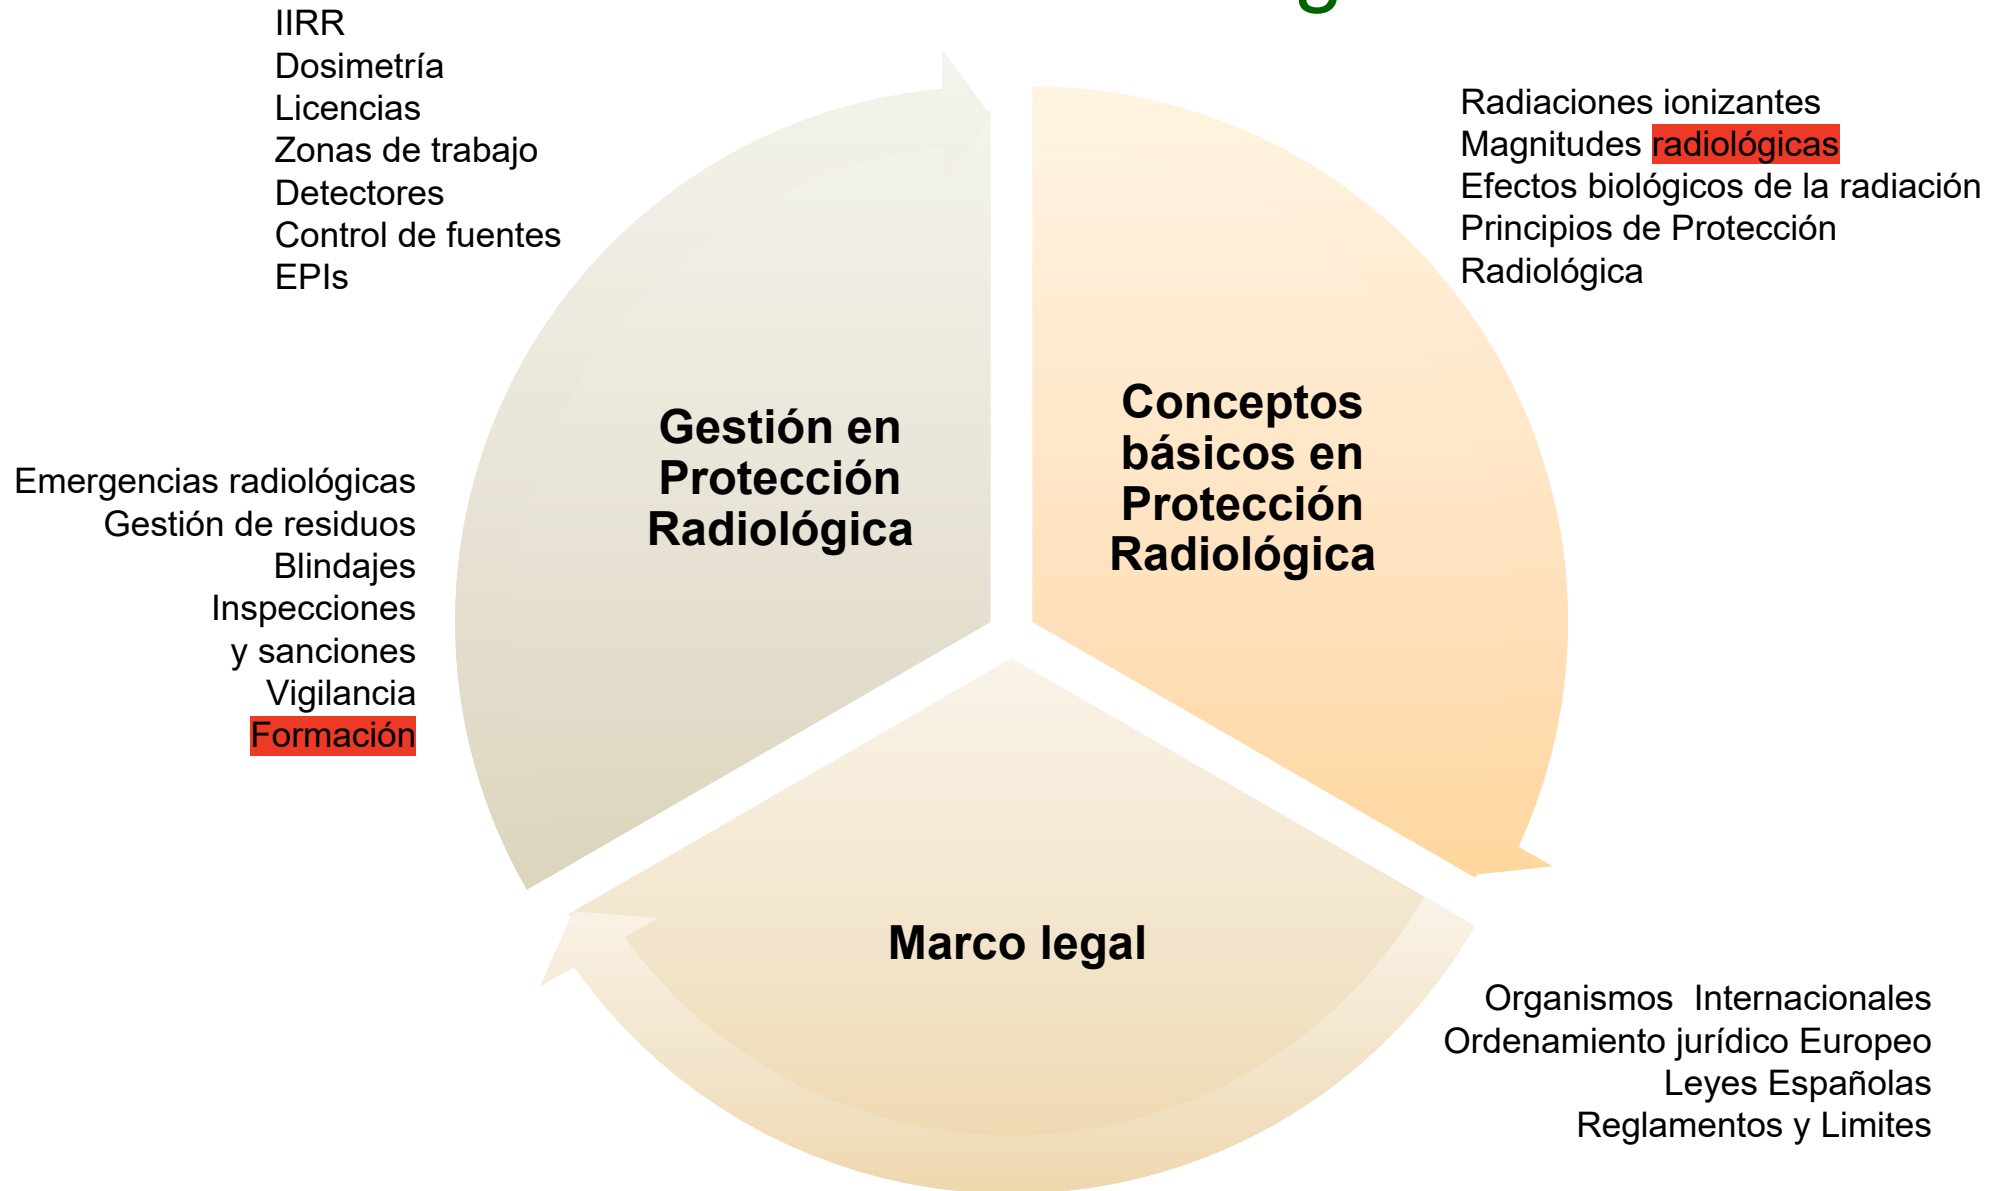 IIRR
Dosimetría
Licencias
Zonas de trabajo
Detectores
Control de fuentes
EPIs
Radiaciones ionizantes
Magnitudes radiológicas
Efectos biológicos de la radiación
Principios de Protección
Radiológica
Gestión en
Protección
Radiológica
Conceptos
básicos en
Protección
Radiológica
Emergencias radiológicas
Gestión de residuos
Blindajes
Inspecciones
y sanciones
Vigilancia
Formación
Marco legal
Organismos  Internacionales
Ordenamiento jurídico Europeo
Leyes Españolas
Reglamentos y Limites